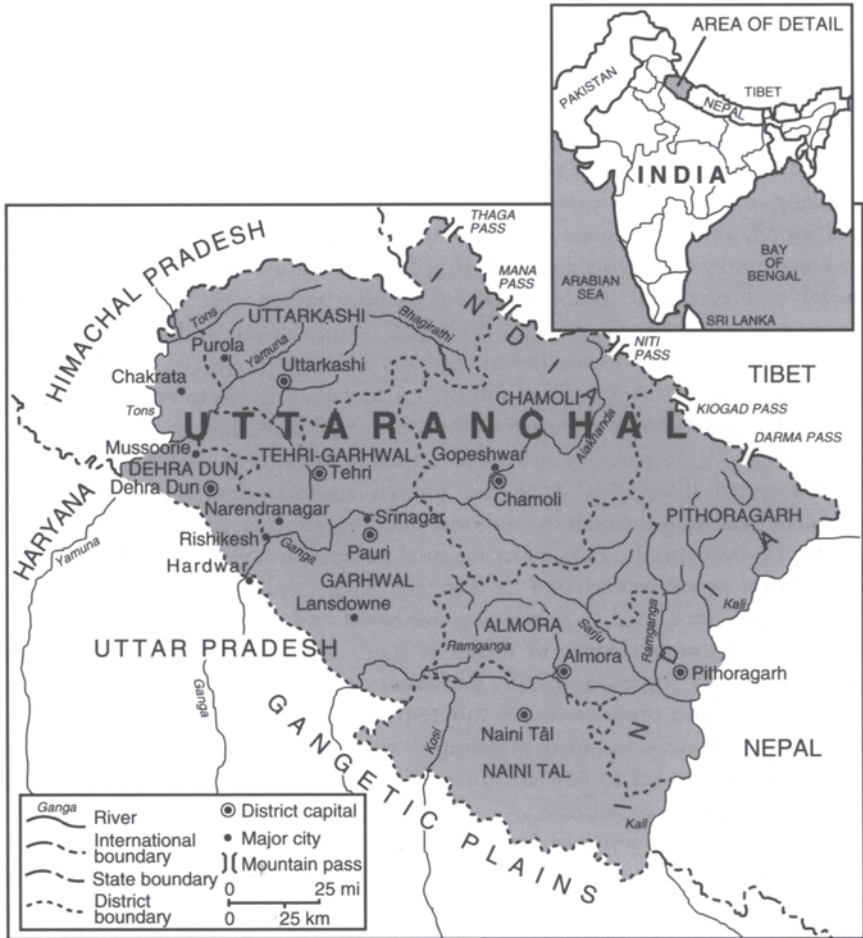 AREA OF DETAIL
PAKISTAN
TIBET
NEPAL
INDIA
ARABIAN
SEA
BAY
OF
BENGAL
SRI LANKA
THAGA
PASS
MANA
PASS
NITI
PASS
TIBET
KIOGAD PASS
DARMA PASS
HIMACHAL PRADESH
INDIA
Tons
UTTARKASHI
Bhagirathi
Purola
Yamuna
Uttarkashi
Chakrata
Tons
CHAMOLI
UTTARANCHAL
Alakhanda
Mussoorie
TEHRI-GARHWAL
Gopeshwar
DEHRA DUN
Tehri
Dehra Dun
Chamoli
HARYANA
Yamuna
Narendranagar
Srinagar
PITHORAGARH
Rishikesh
Ganga
Pauri
Hardwar
GARHWAL
Lansdowne
Kali
ALMORA
Sarju
Ramganga
Ramganga
UTTAR PRADESH
Almora
Pithoragarh
INDIA
Ganga
Kosi
Naini Tâl
NAINI TAL
NEPAL
Kali
GANGETIC PLAINS
Ganga
River
International
boundary
State boundary
District
boundary
District capital
Major city
Mountain pass
0 25 mi
0 25 km